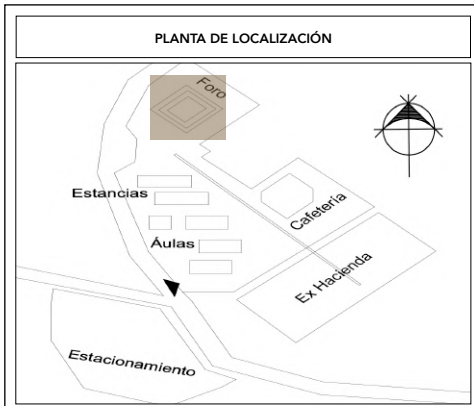 PLANTA DE LOCALIZACIÓN
Foro
Estancias
Cafetería
Áulas
Ex Hacienda
Estacionamiento